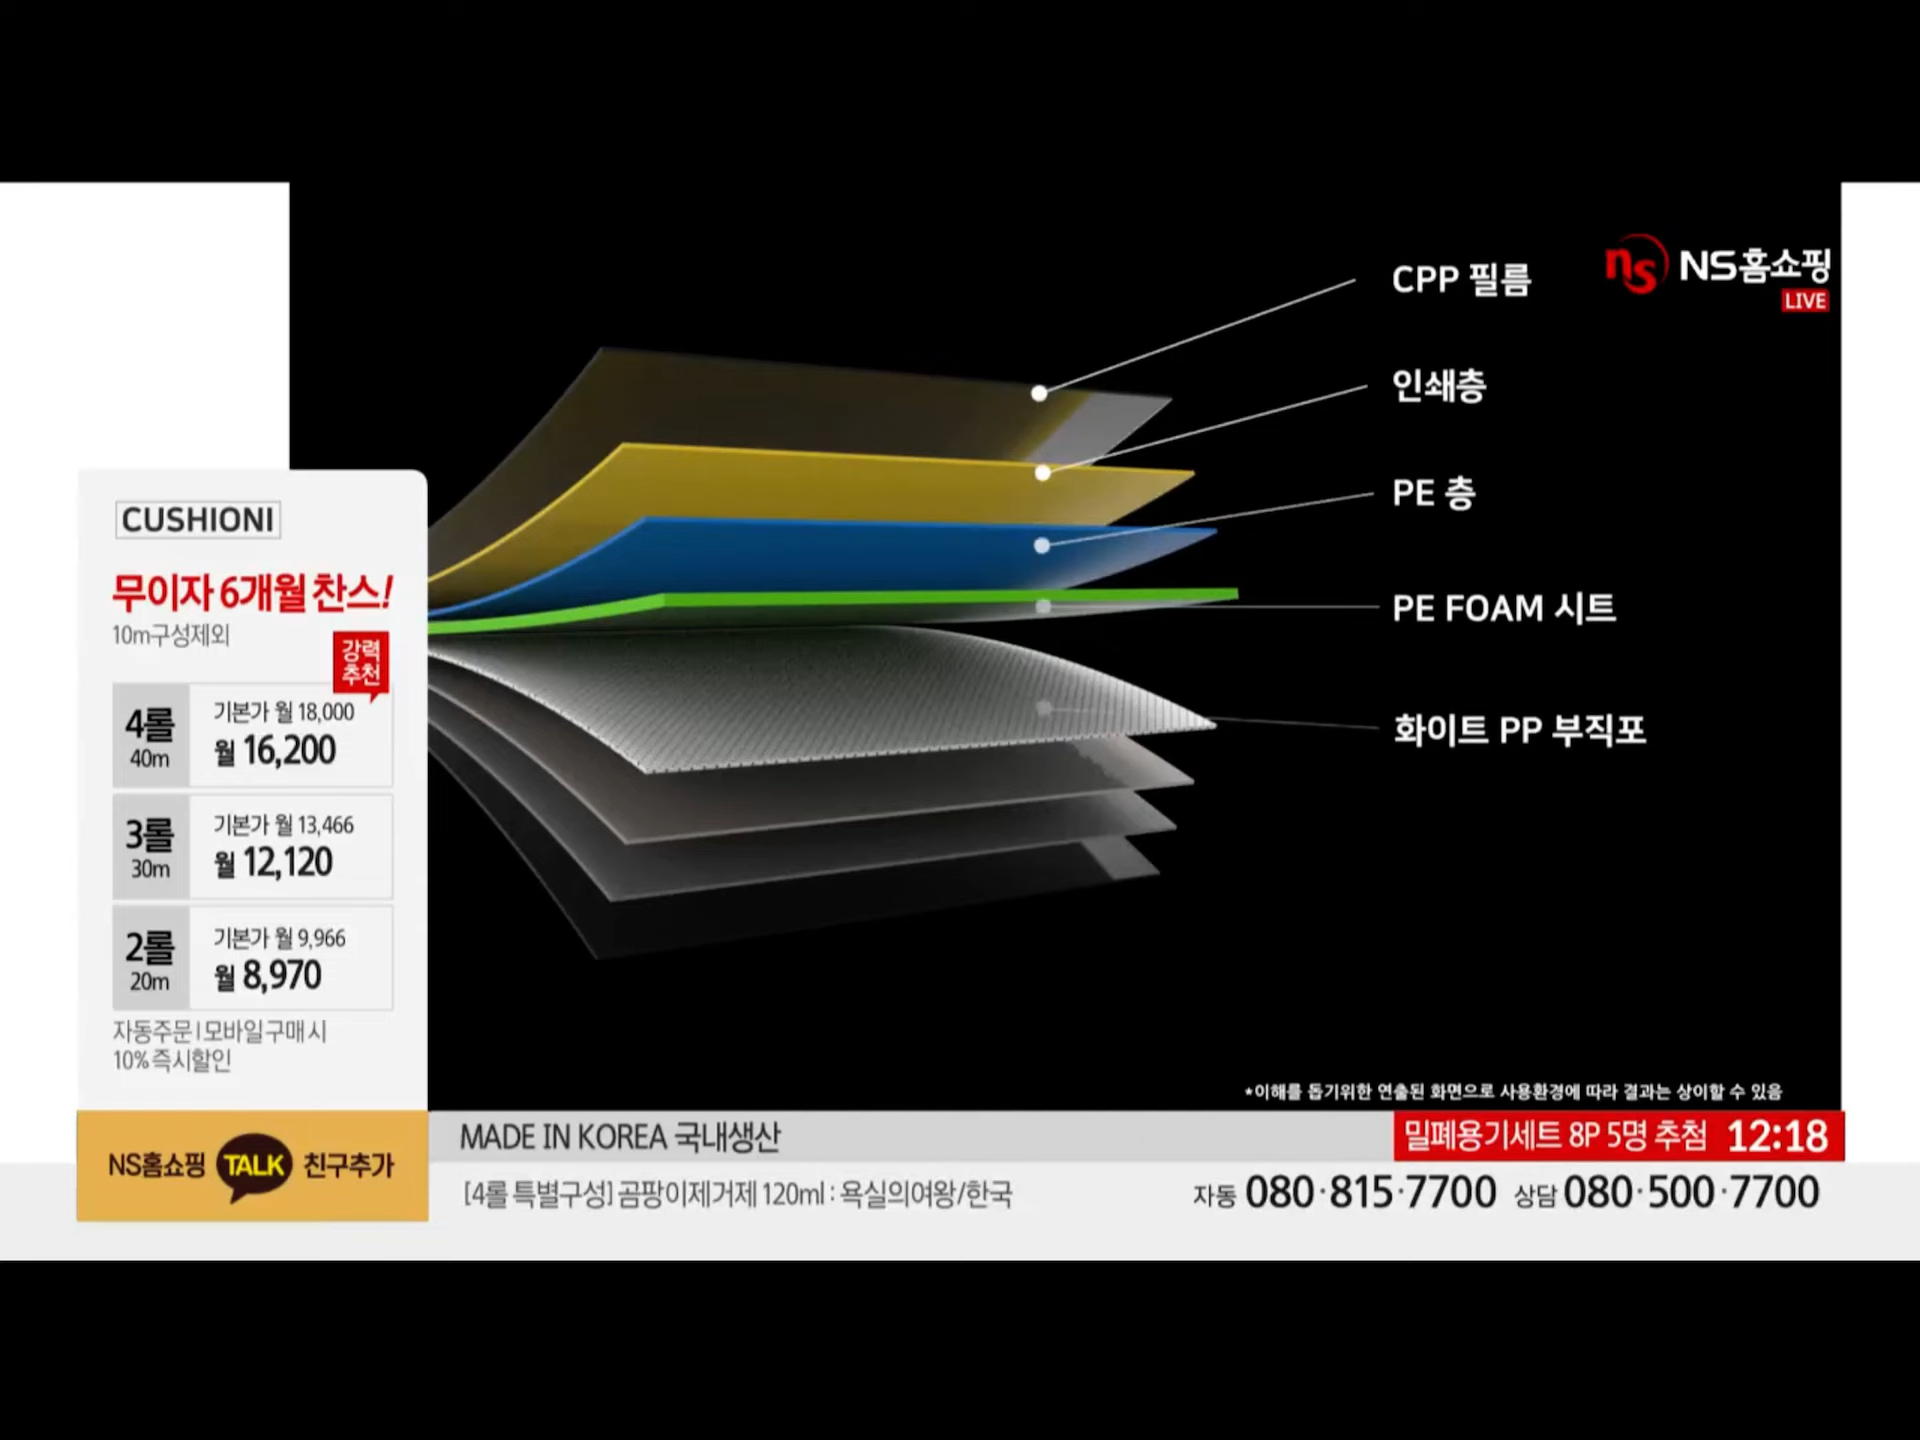 CPP 필름
ns NS홈쇼핑
LIVE
인쇄층
PE 층
PE FOAM 시트
화이트 PP 부직포
CUSHIONI
무이자 6개월 찬스!
10m구성제외
강력
추천
4롤
40m
기본가 월 18,000
월 16,200
3롤
30m
기본가 월 13,466
월 12,120
2롤
20m
기본가 월 9,966
월 8,970
자동주문 | 모바일 구매 시
10% 즉시할인
*이해를 돕기위한 연출된 화면으로 사용환경에 따라 결과는 상이할 수 있음
NS홈쇼핑 TALK 친구추가
MADE IN KOREA 국내생산
밀폐용기세트 8P 5명 추첨 12:18
[4롤 특별구성] 곰팡이제거제 120ml : 욕실의여왕/한국
자동 080·815·7700 상담 080·500·7700